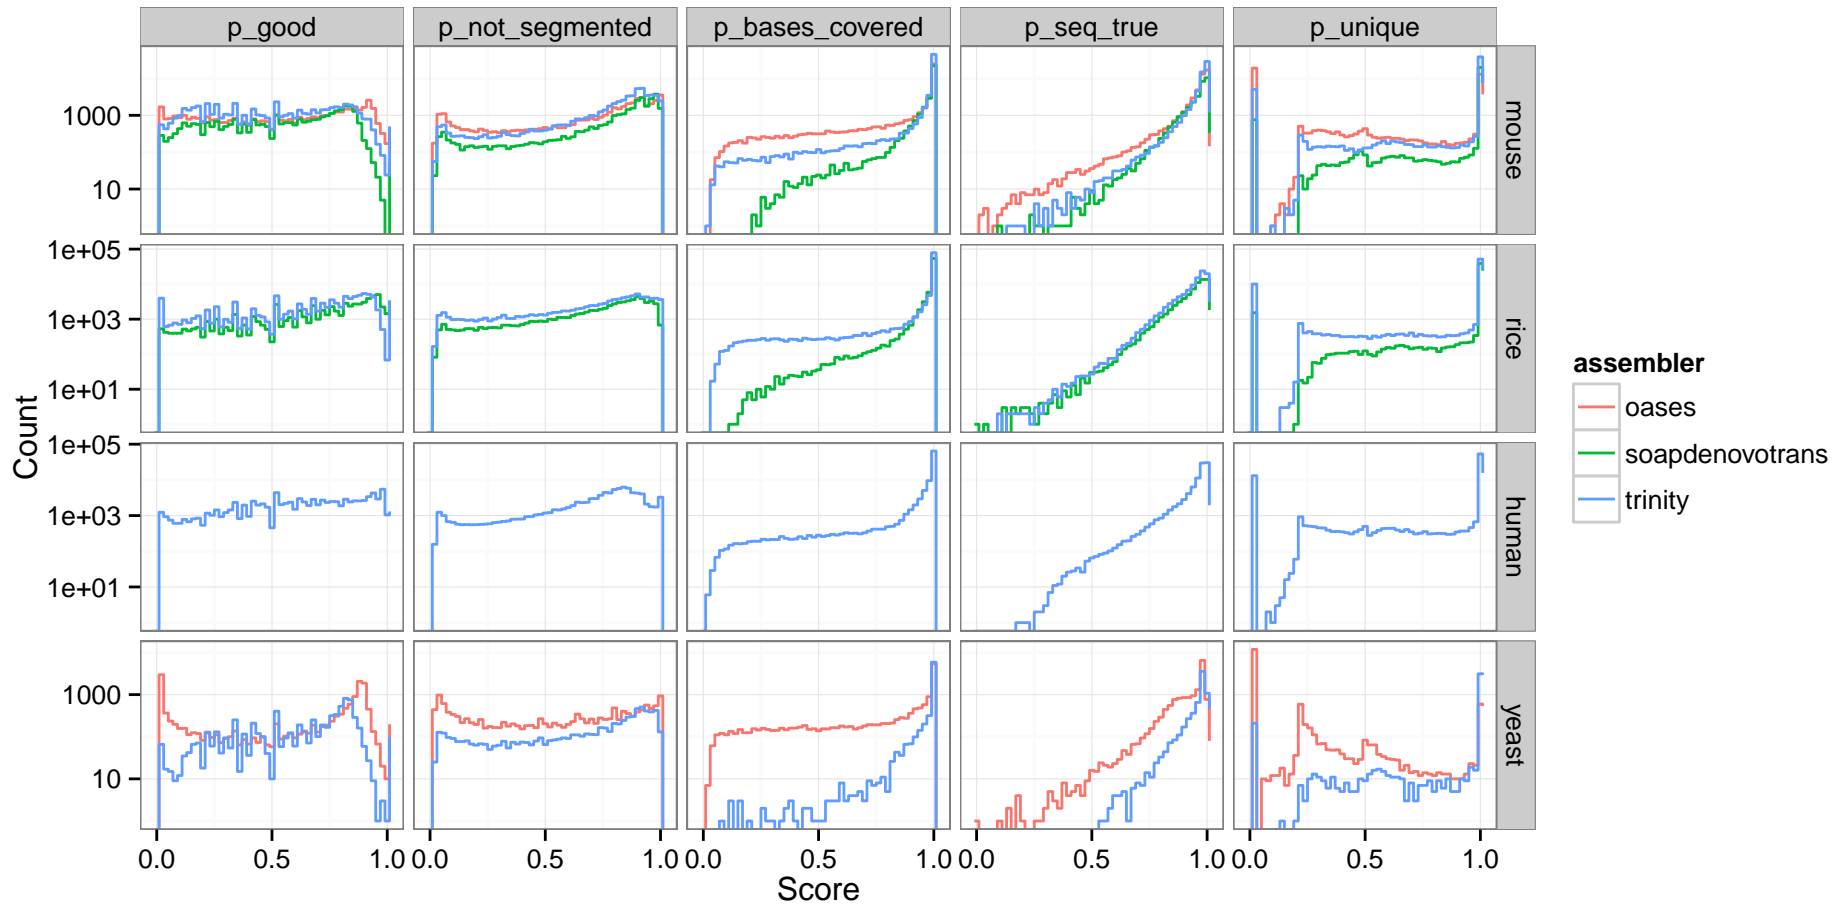 p_good p_not_segmented p_bases_covered p_seq_true p_unique
1000
10
mouse
1e+05
1e+03
1e+01
rice
1e+05
1e+03
1e+01
human
1000
10
yeast
Count
0.0 0.5 1.0 0.0 0.5 1.0 0.0 0.5 1.0 0.0 0.5 1.0 0.0 0.5 1.0
Score
assembler
oases
soapdenovotrans
trinity